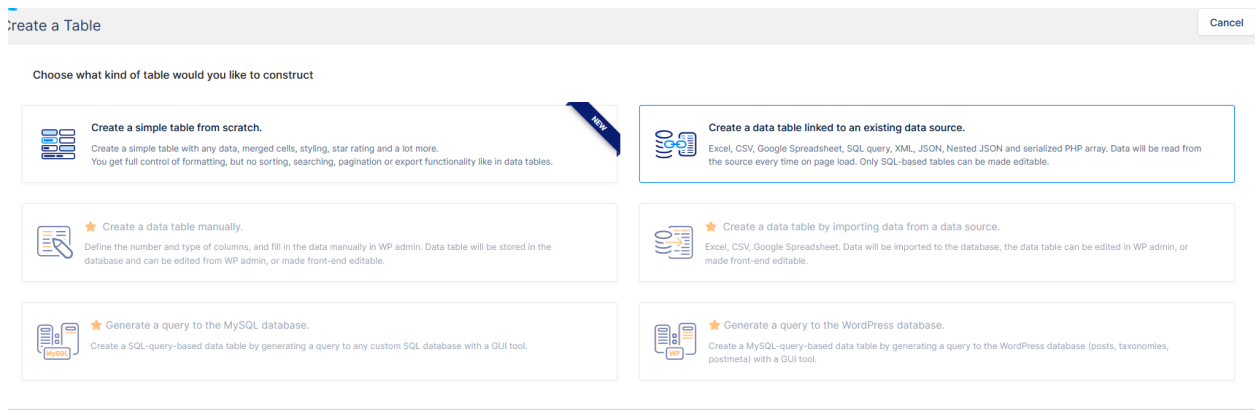 Create a Table
Cancel
Choose what kind of table would you like to construct
NEW
Create a simple table from scratch.
Create a simple table with any data, merged cells, styling, star rating and a lot more.
You get full control of formatting, but no sorting, searching, pagination or export functionality like in data tables.
Create a data table linked to an existing data source.
Excel, CSV, Google Spreadsheet, SQL query, XML, JSON, Nested JSON and serialized PHP array. Data will be read from
the source every time on page load. Only SQL-based tables can be made editable.
Create a data table manually.
Define the number and type of columns, and fill in the data manually in WP admin. Data table will be stored in the
database and can be edited from WP admin, or made front-end editable.
Create a data table by importing data from a data source.
Excel, CSV, Google Spreadsheet. Data will be imported to the database, the data table can be edited in WP admin, or
made front-end editable.
MySQL
Generate a query to the MySQL database.
Create a SQL-query-based data table by generating a query to any custom SQL database with a GUI tool.
WP
Generate a query to the WordPress database.
Create a MySQL-query-based data table by generating a query to the WordPress database (posts, taxonomies,
postmeta) with a GUI tool.